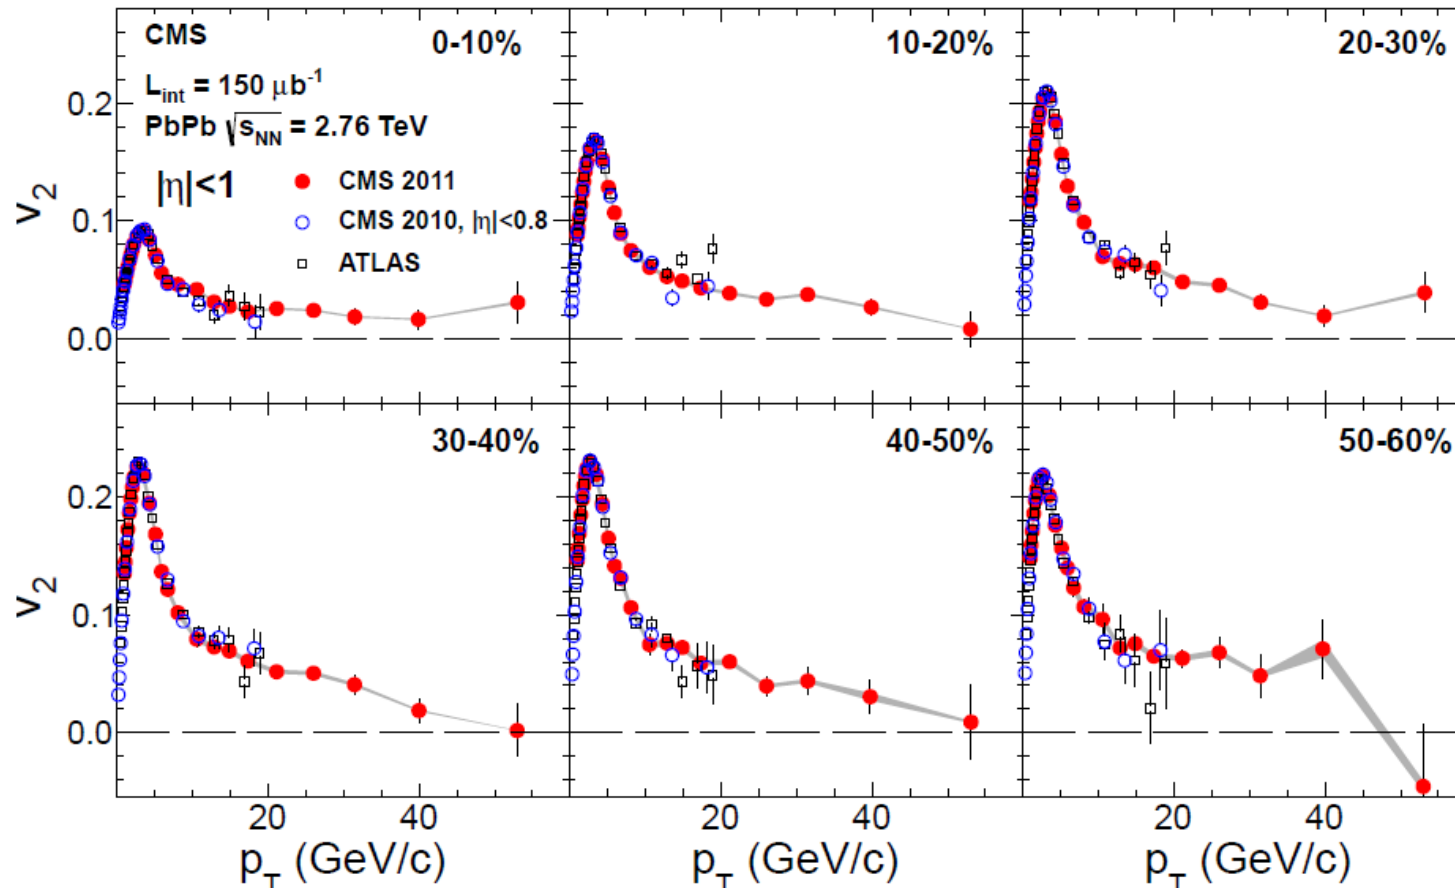 CMS
0-10%
10-20%
20-30%
L_int = 150 μb⁻¹
PbPb √s_NN = 2.76 TeV
|η|<1
CMS 2011
CMS 2010, |η|<0.8
ATLAS
v₂
0.2
0.1
0.0
30-40%
40-50%
50-60%
v₂
0.2
0.1
0.0
20 40 20 40 20 40
p_T (GeV/c) p_T (GeV/c) p_T (GeV/c)